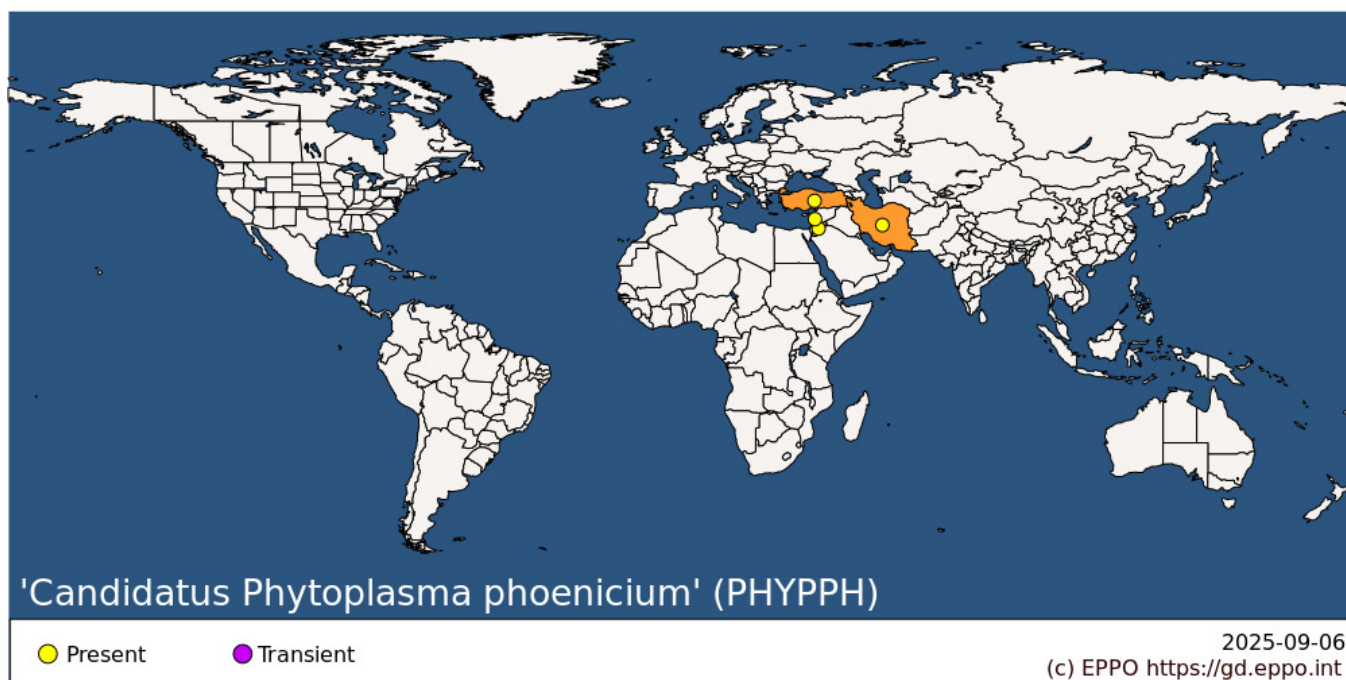 'Candidatus Phytoplasma phoenicium' (PHYPPH)
Present
Transient
2025-09-06
(c) EPPO https://gd.eppo.int